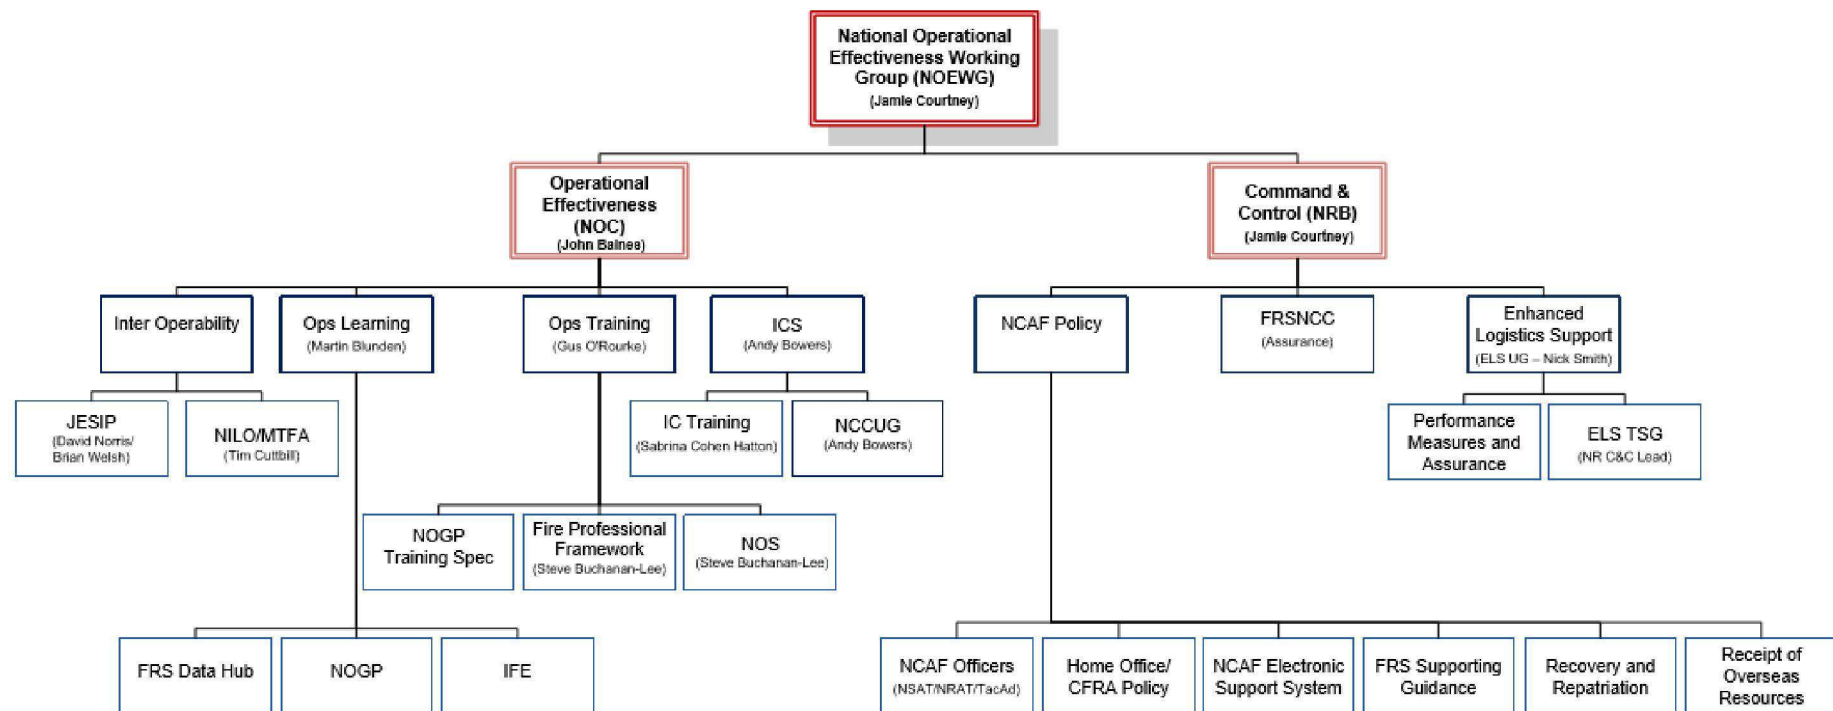 National Operational
Effectiveness Working
Group (NOEWG)
(Jamie Courtney)
Operational
Effectiveness
(NOC)
(John Baines)
Command &
Control (NRB)
(Jamie Courtney)
Inter Operability
Ops Learning
(Martin Blunden)
Ops Training
(Gus O'Rourke)
ICS
(Andy Bowers)
NCAF Policy
FRSNCC
(Assurance)
Enhanced
Logistics Support
(ELS UG – Nick Smith)
JESIP
(David Norris/
Brian Welsh)
NILO/MTFA
(Tim Cuttbill)
IC Training
(Sabrina Cohen Hatton)
NCCUG
(Andy Bowers)
Performance
Measures and
Assurance
ELS TSG
(NR C&C Lead)
NOGP
Training Spec
Fire Professional
Framework
(Steve Buchanan-Lee)
NOS
(Steve Buchanan-Lee)
FRS Data Hub
NOGP
IFE
NCAF Officers
(NSAT/NRAT/TacAd)
Home Office/
CFRA Policy
NCAF Electronic
Support System
FRS Supporting
Guidance
Recovery and
Repatriation
Receipt of
Overseas
Resources